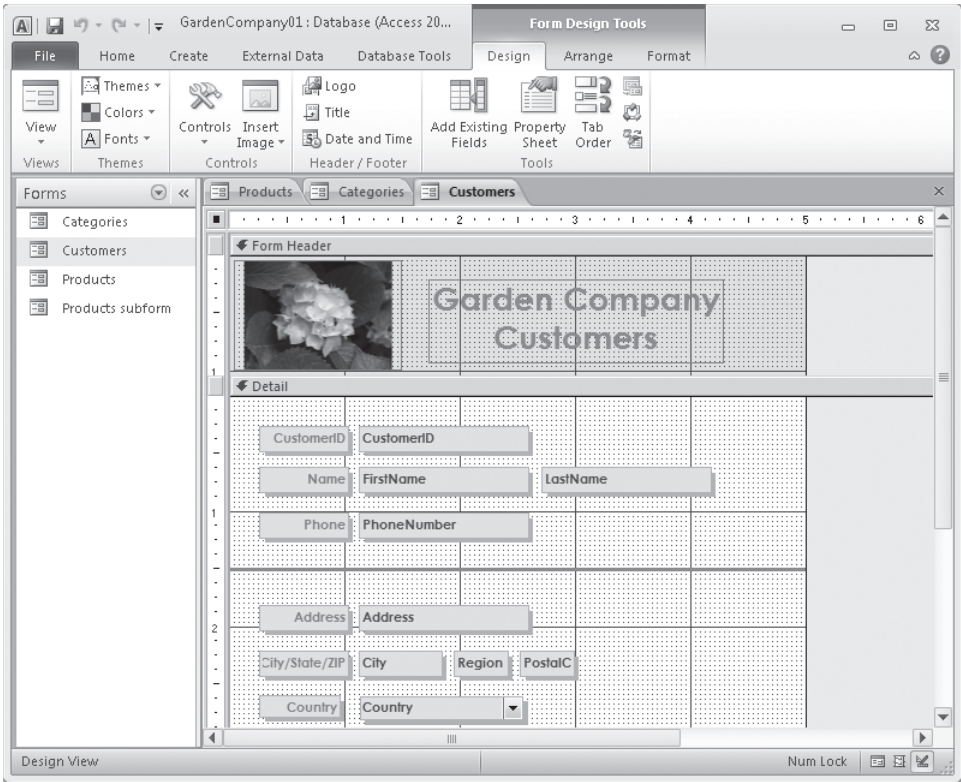 GardenCompany01 : Database (Access 20...
Form Design Tools
File Home Create External Data Database Tools Design Arrange Format
View
Themes
Colors
Fonts
Controls
Insert Image
Logo
Title
Date and Time
Add Existing Fields
Property Sheet
Tab Order
Views Themes Controls Header / Footer Tools
Forms
Categories
Customers
Products
Products subform
Products Categories Customers
1 2 3 4 5 6
Form Header
Garden Company
Customers
1
Detail
CustomerID CustomerID
Name FirstName LastName
1
Phone PhoneNumber
Address Address
2
City/State/ZIP City Region PostalC
Country Country
Design View Num Lock